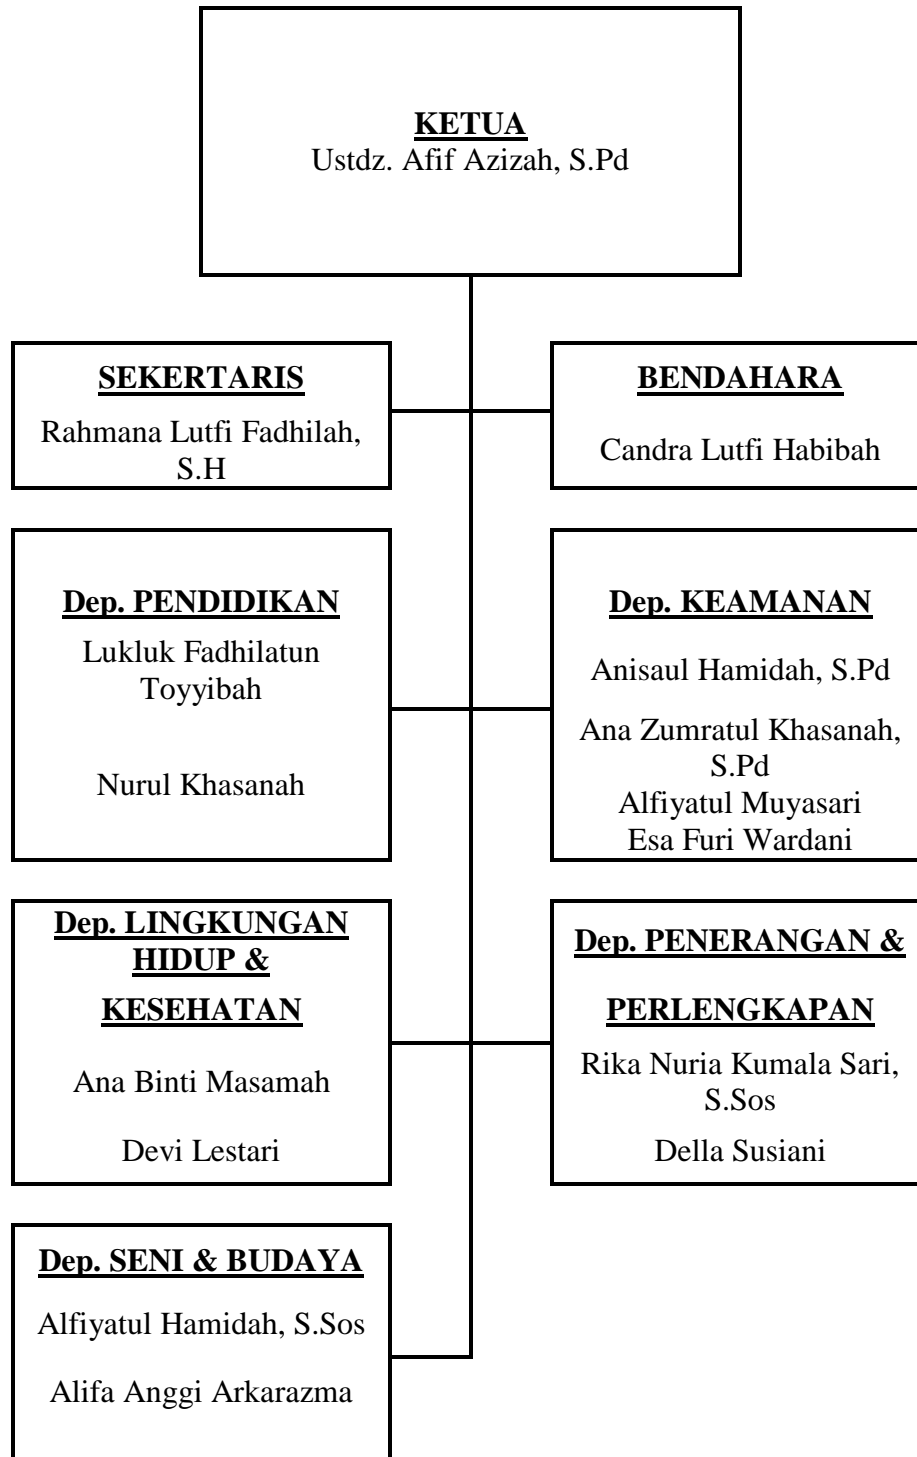 KETUA
Ustdz. Afif Azizah, S.Pd
SEKERTARIS
Rahmana Lutfi Fadhilah,
S.H
BENDAHARA
Candra Lutfi Habibah
Dep. PENDIDIKAN
Lukluk Fadhilatun
Toyyibah
Nurul Khasanah
Dep. KEAMANAN
Anisaul Hamidah, S.Pd
Ana Zumratul Khasanah,
S.Pd
Alfiyatul Muyasari
Esa Furi Wardani
Dep. LINGKUNGAN
HIDUP &
KESEHATAN
Ana Binti Masamah
Devi Lestari
Dep. PENERANGAN &
PERLENGKAPAN
Rika Nuria Kumala Sari,
S.Sos
Della Susiani
Dep. SENI & BUDAYA
Alfiyatul Hamidah, S.Sos
Alifa Anggi Arkarazma